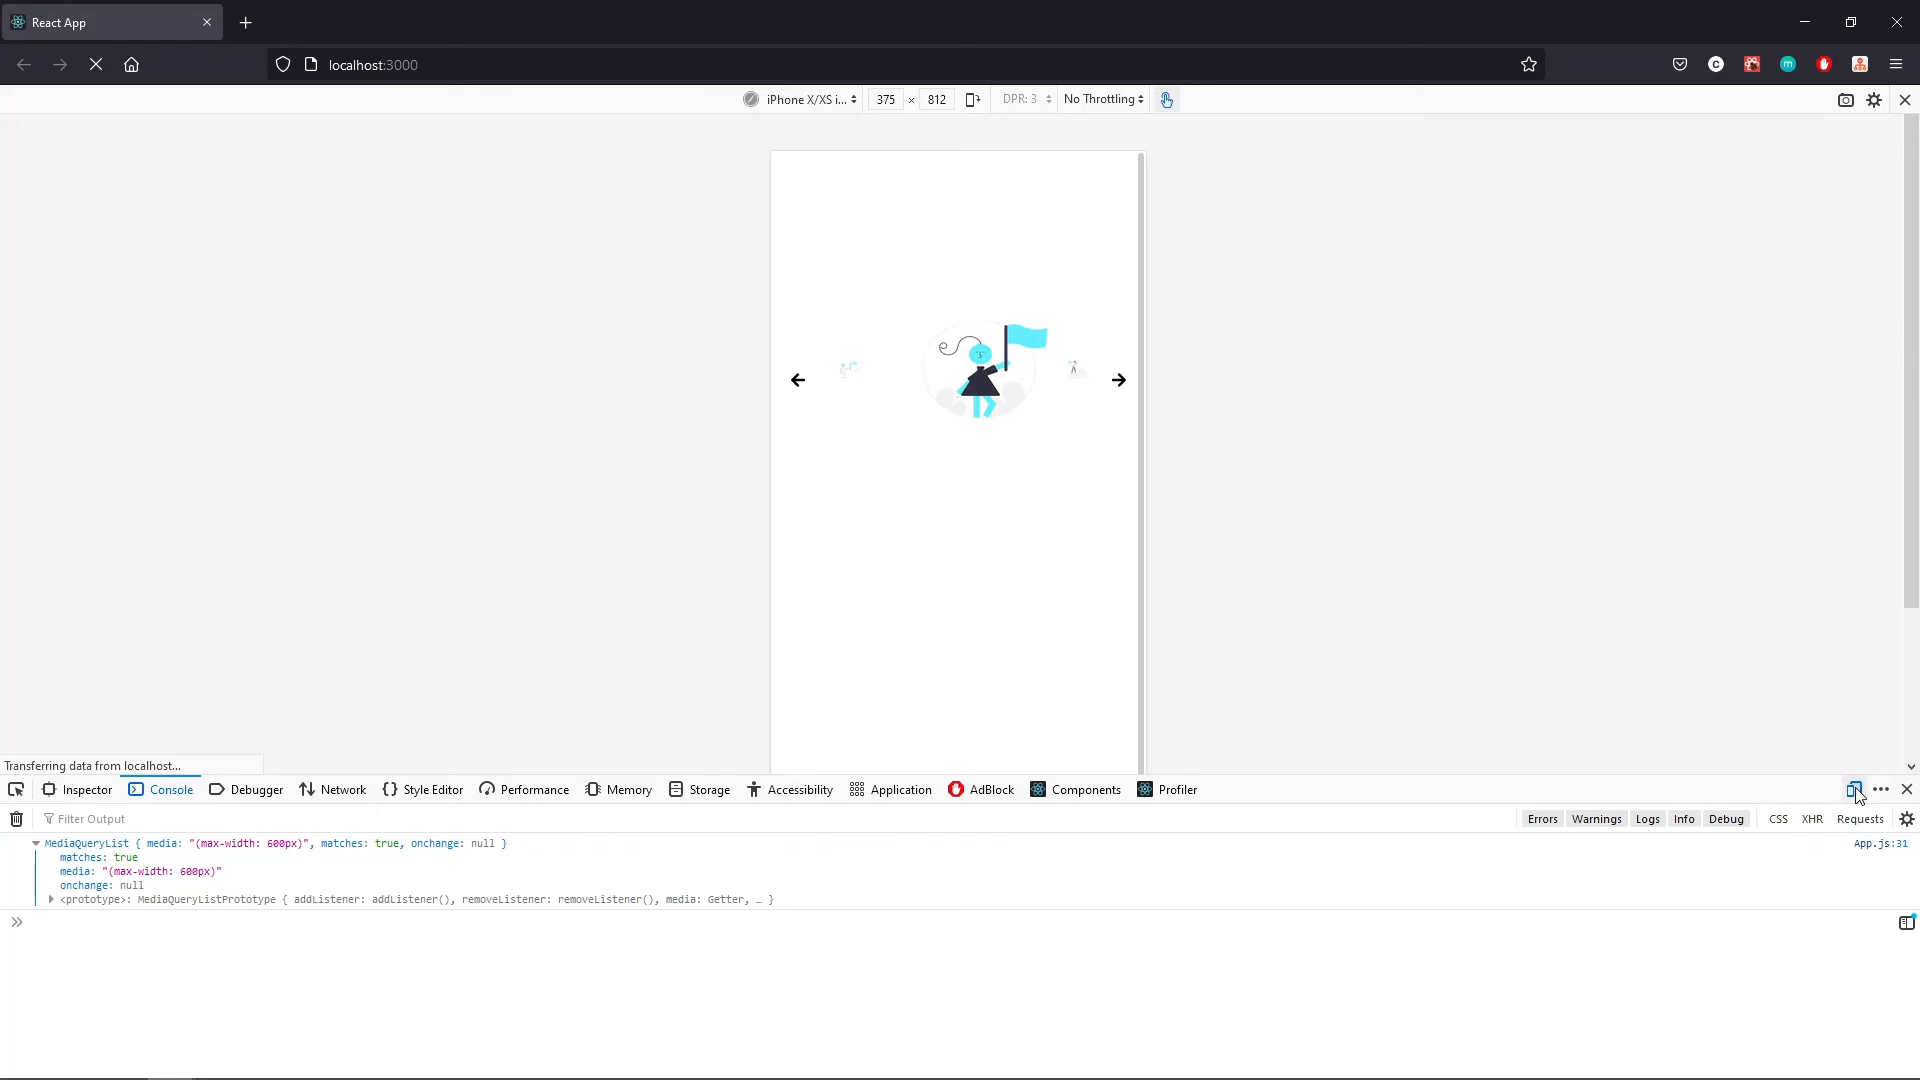 React App
localhost:3000
iPhone X/XS i... 375 × 812 DPR: 3 No Throttling
Transferring data from localhost...
Inspector Console Debugger Network Style Editor Performance Memory Storage Accessibility Application AdBlock Components Profiler
Filter Output Errors Warnings Logs Info Debug CSS XHR Requests
MediaQueryList { media: "(max-width: 600px)", matches: true, onchange: null } App.js:31
matches: true
media: "(max-width: 600px)"
onchange: null
<prototype>: MediaQueryListPrototype { addListener: addListener(), removeListener: removeListener(), media: Getter, … }